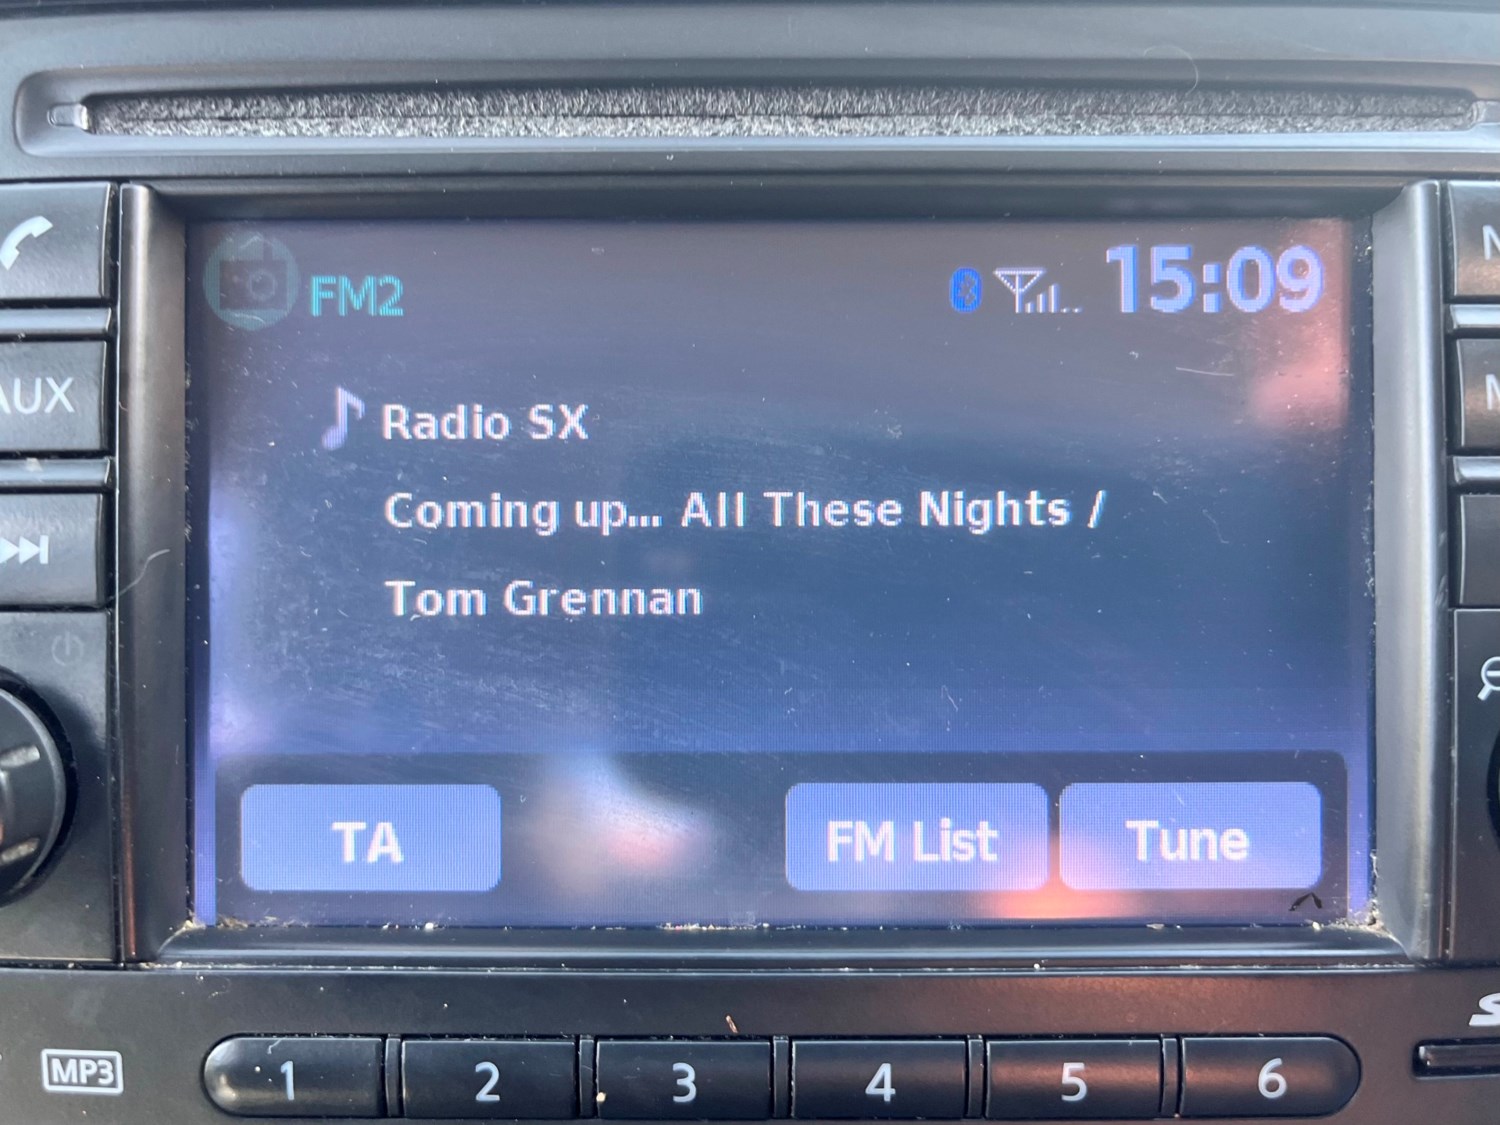 FM2
15:09
Radio SX
Coming up... All These Nights /
Tom Grennan
AUX
TA
FM List
Tune
MP3
1
2
3
4
5
6